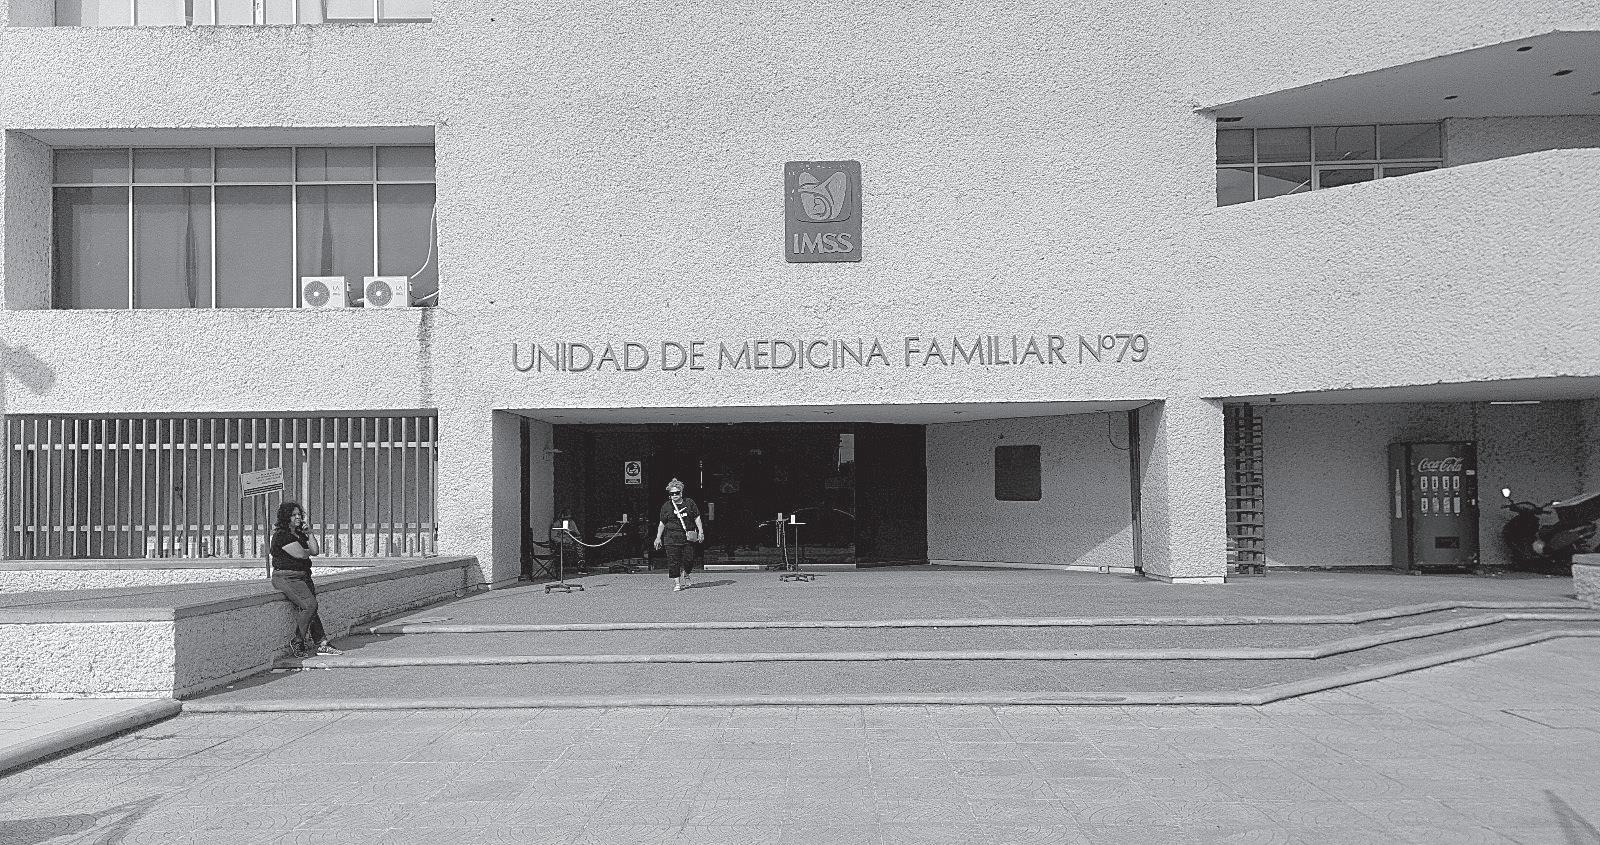 IMSS
UNIDAD DE MEDICINA FAMILIAR Nº79
Coca-Cola